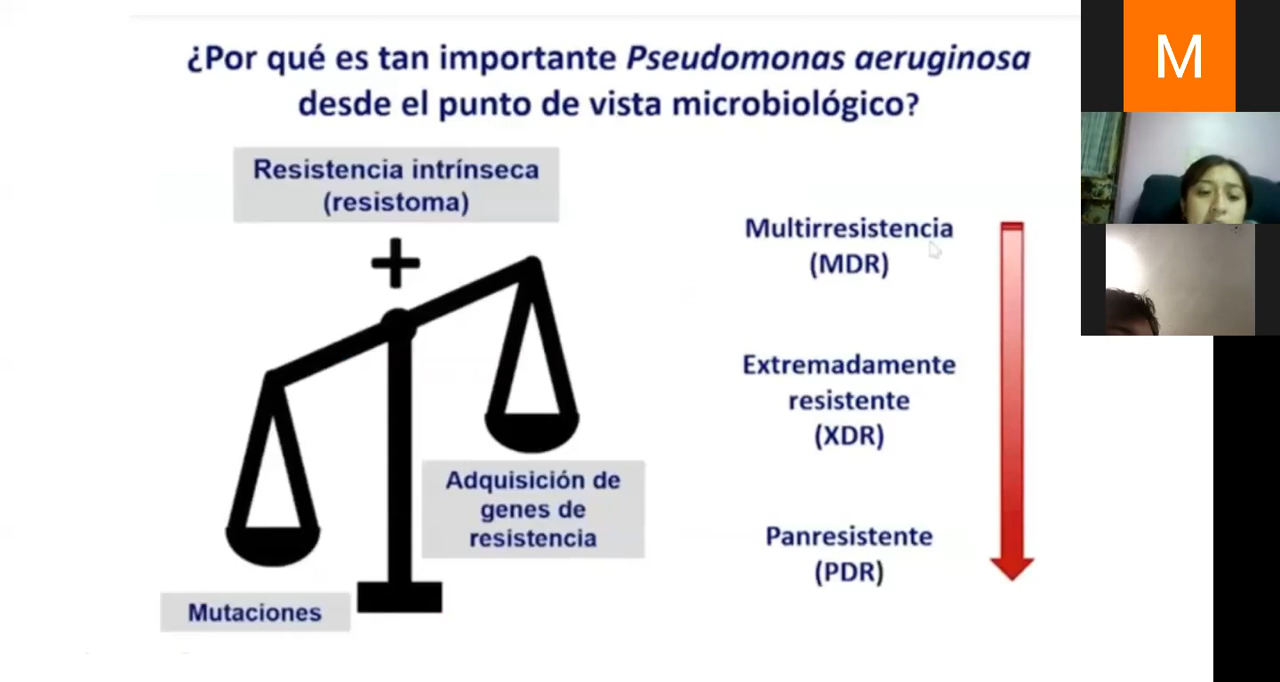 ¿Por qué es tan importante Pseudomonas aeruginosa
desde el punto de vista microbiológico?
Resistencia intrínseca
(resistoma)
+
Adquisición de
genes de
resistencia
Mutaciones
Multirresistencia
(MDR)
Extremadamente
resistente
(XDR)
Panresistente
(PDR)
M